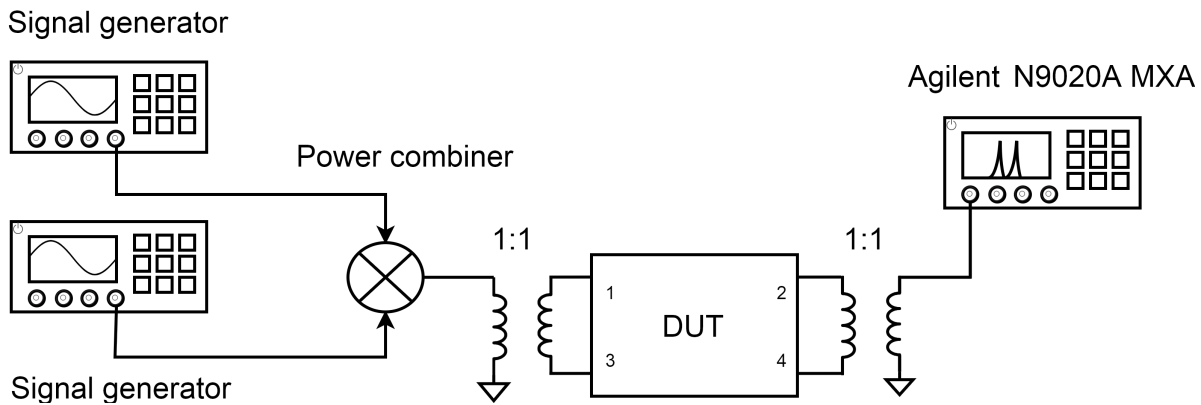 Signal generator
Agilent N9020A MXA
Power combiner
1:1
1:1
1
2
DUT
3
4
Signal generator